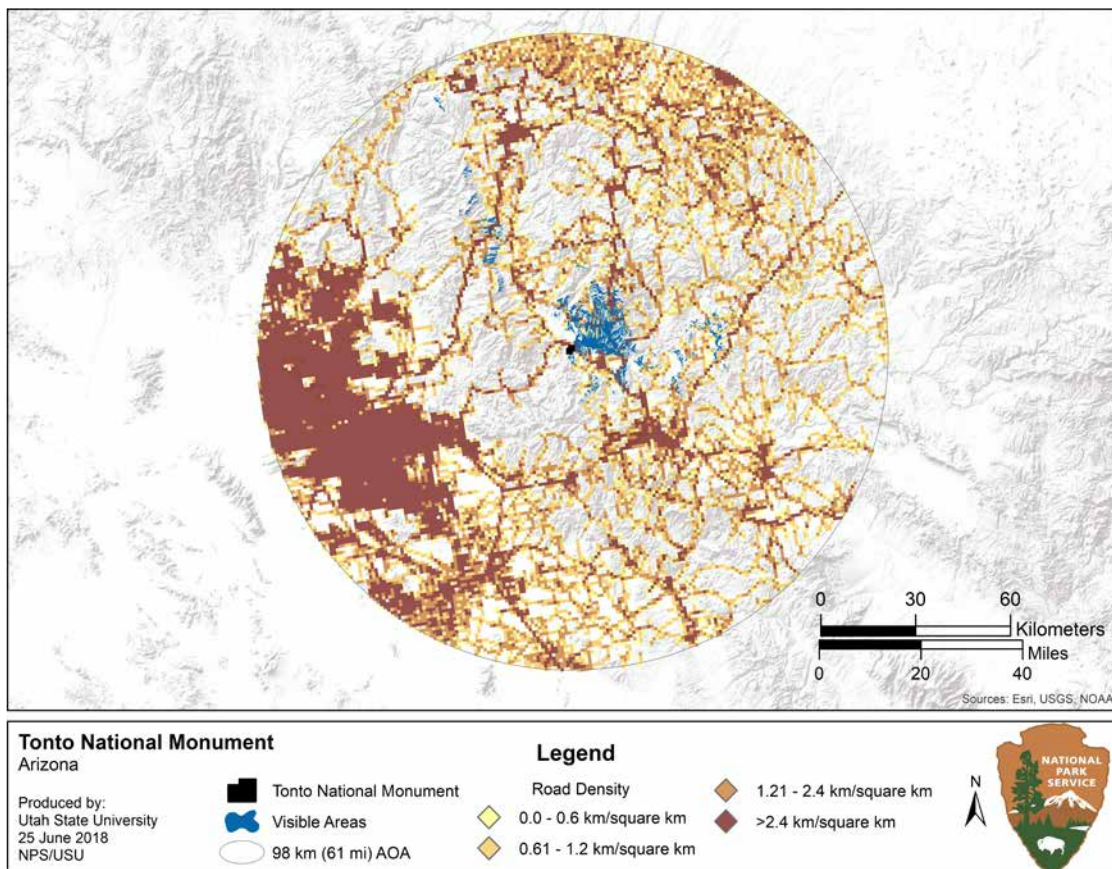 0 30 60
Kilometers
Miles
0 20 40
Sources: Esri, USGS, NOAA
Tonto National Monument
Arizona
Produced by:
Utah State University
25 June 2018
NPS/USU
Legend
Tonto National Monument
Visible Areas
98 km (61 mi) AOA
Road Density
0.0 - 0.6 km/square km
0.61 - 1.2 km/square km
1.21 - 2.4 km/square km
>2.4 km/square km
N
NATIONAL
PARK
SERVICE